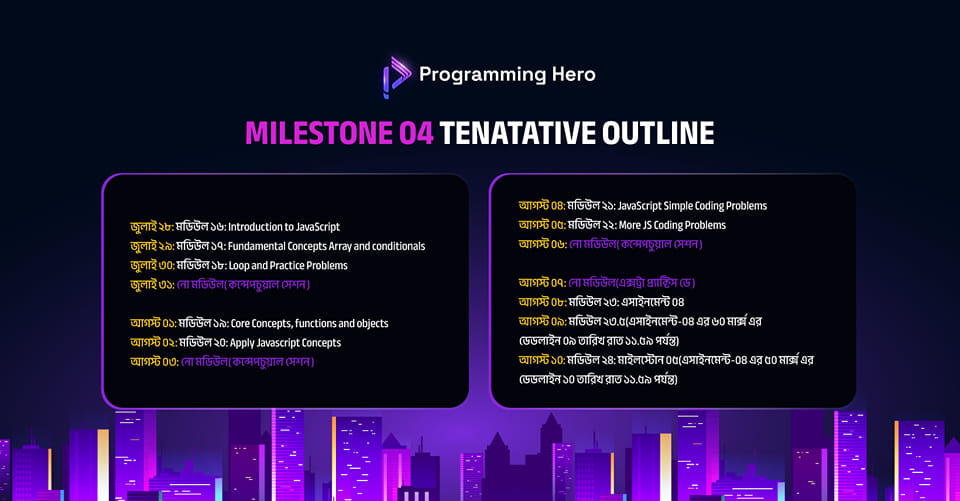 Programming Hero
MILESTONE 04 TENATATIVE OUTLINE
জুলাই ২৮: মডিউল ১৬: Introduction to JavaScript
জুলাই ২৯: মডিউল ১৭: Fundamental Concepts Array and conditionals
জুলাই ৩০: মডিউল ১৮: Loop and Practice Problems
জুলাই ৩১: নো মডিউল( কন্সেপচুয়াল সেশন )
আগস্ট ০১: মডিউল ১৯: Core Concepts, functions and objects
আগস্ট ০২: মডিউল ২০: Apply Javascript Concepts
আগস্ট ০৩: নো মডিউল( কন্সেপচুয়াল সেশন )
আগস্ট ০৪: মডিউল ২১: JavaScript Simple Coding Problems
আগস্ট ০৫: মডিউল ২২: More JS Coding Problems
আগস্ট ০৬: নো মডিউল( কন্সেপচুয়াল সেশন )
আগস্ট ০৭: নো মডিউল(এক্সট্রা প্র্যাক্টিস ডে )
আগস্ট ০৮: মডিউল ২৩: এসাইনমেন্ট ০৪
আগস্ট ০৯: মডিউল ২৩.৫(এসাইনমেন্ট-০৪ এর ৬০ মার্ক্স এর
ডেডলাইন ০৯ তারিখ রাত ১১.৫৯ পর্যন্ত)
আগস্ট ১০: মডিউল ২৪: মাইলস্টোন ০৫(এসাইনমেন্ট-০৪ এর ৫০ মার্ক্স এর
ডেডলাইন ১০ তারিখ রাত ১১.৫৯ পর্যন্ত)